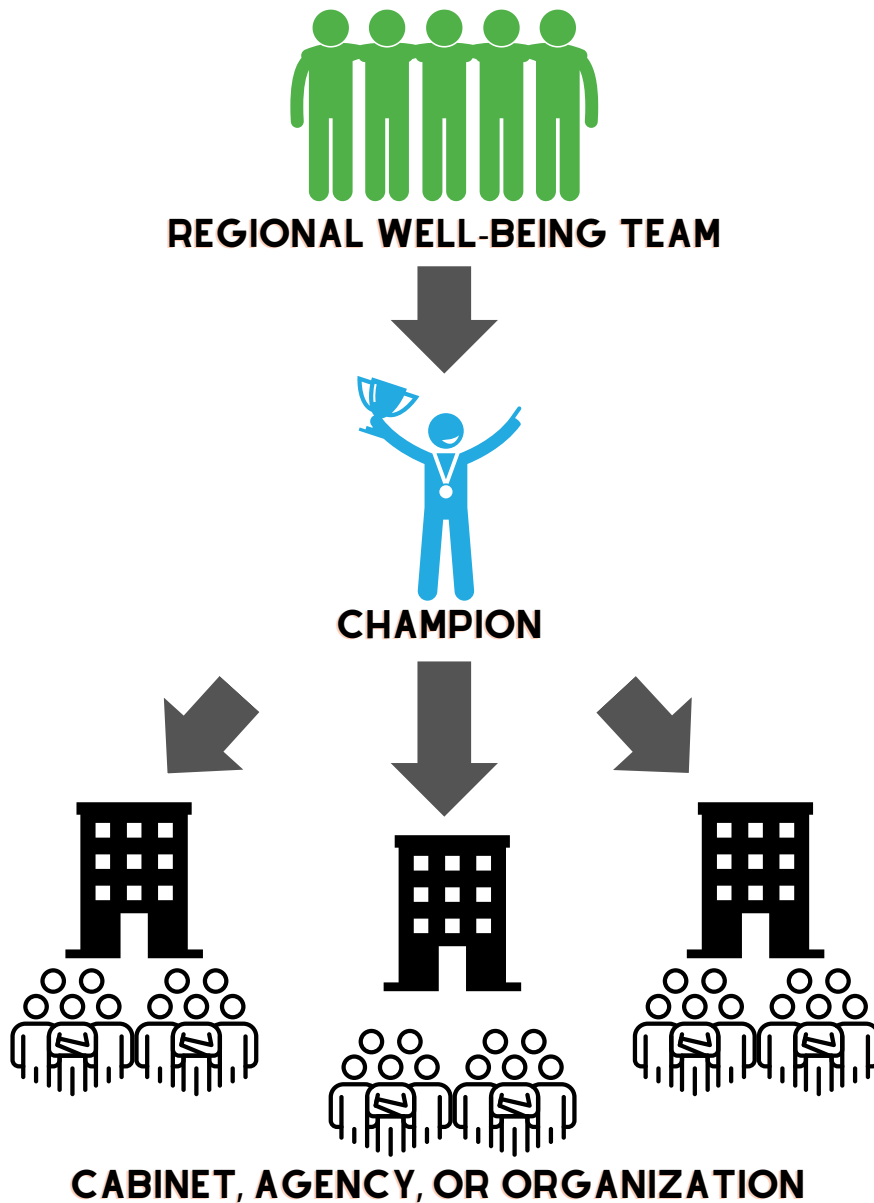 REGIONAL WELL-BEING TEAM
CHAMPION
CABINET, AGENCY, OR ORGANIZATION